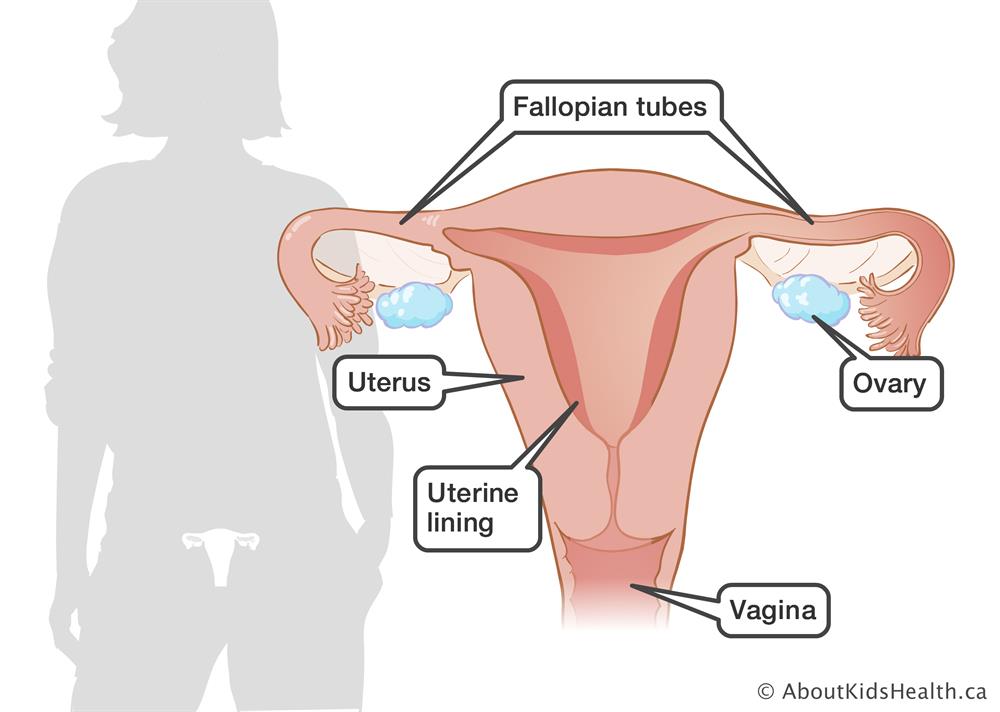 Fallopian tubes
Uterus
Ovary
Uterine
lining
Vagina
© AboutKidsHealth.ca